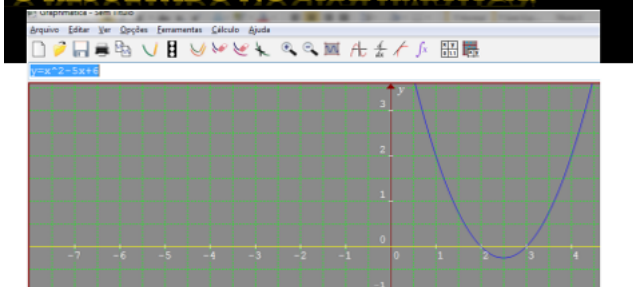 Graphmatica - Sem Título
Arquivo Editar Ver Opções Ferramentas Cálculo Ajuda
y=x^2-5x+6
y
3
2
1
0
-7 -6 -5 -4 -3 -2 -1 0 1 2 3 4
-1